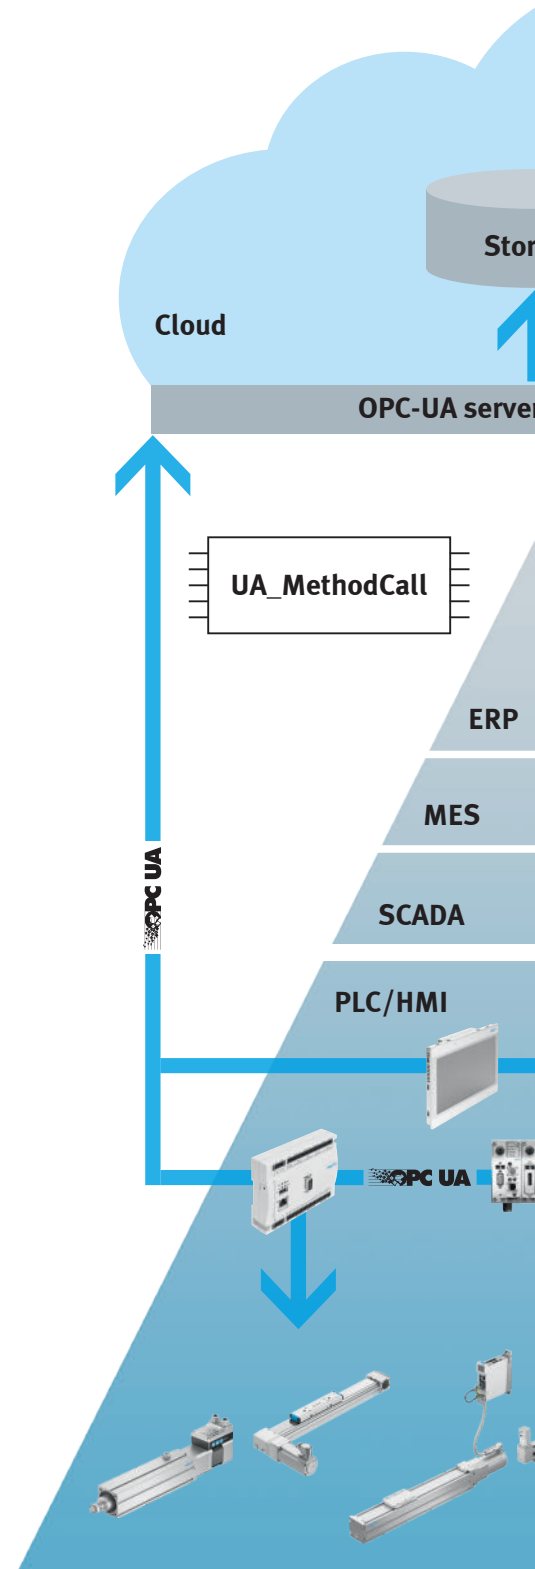 Stor
Cloud
OPC-UA server
UA_MethodCall
ERP
MES
OPC UA
SCADA
PLC/HMI
OPC UA